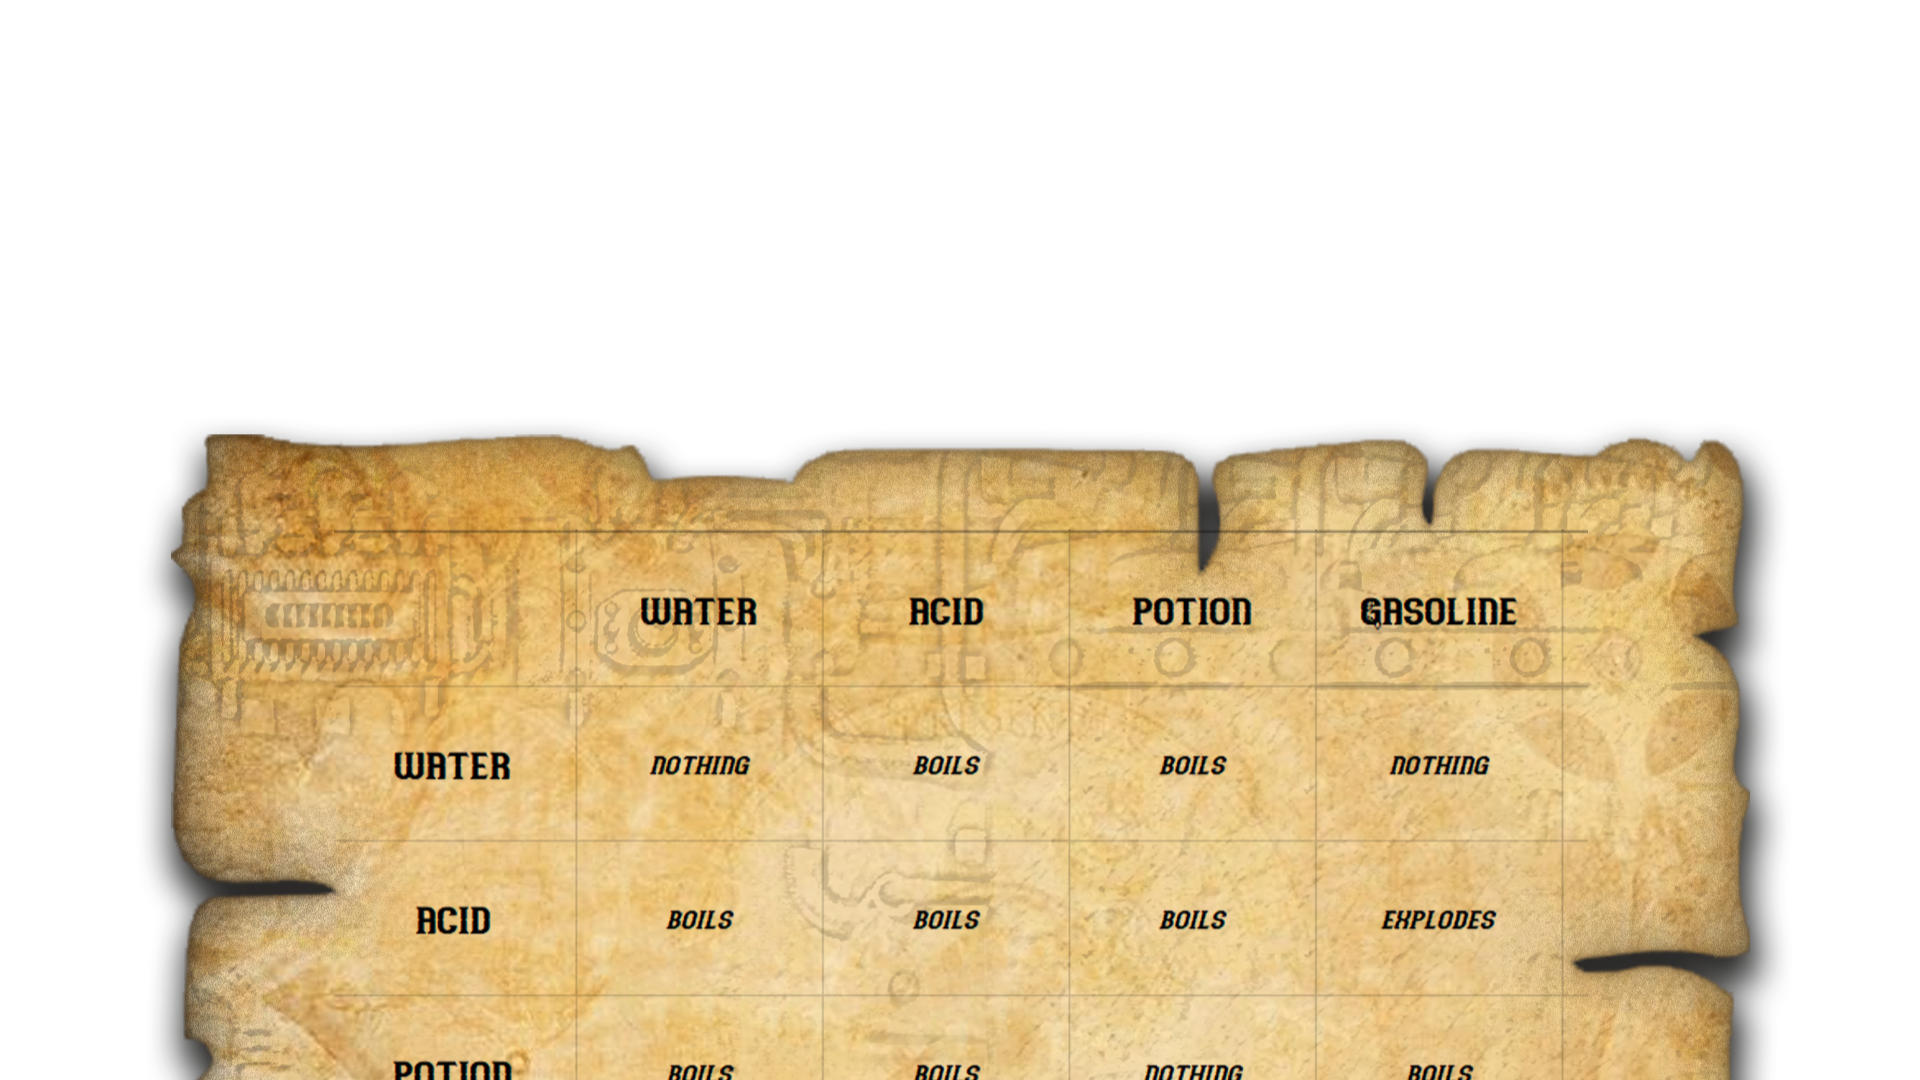 WATER ACID POTION GASOLINE
WATER NOTHING BOILS BOILS NOTHING
ACID BOILS BOILS BOILS EXPLODES
POTION BOILS BOILS NOTHING BOILS